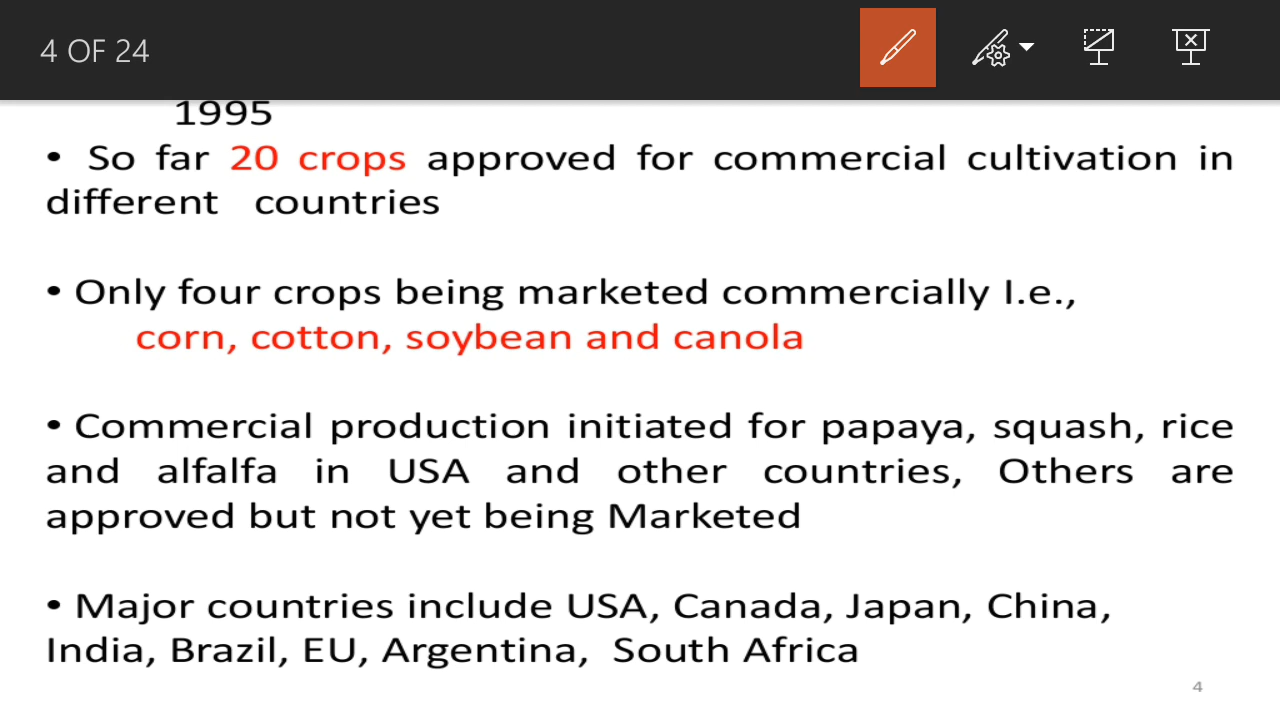 4 OF 24
1995
• So far 20 crops approved for commercial cultivation in
different countries
• Only four crops being marketed commercially I.e.,
corn, cotton, soybean and canola
• Commercial production initiated for papaya, squash, rice
and alfalfa in USA and other countries, Others are
approved but not yet being Marketed
• Major countries include USA, Canada, Japan, China,
India, Brazil, EU, Argentina, South Africa
4